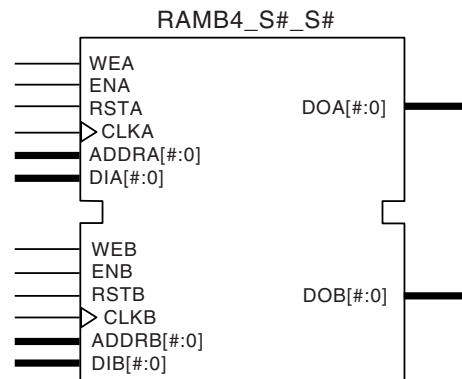 RAMB4_S#_S#
WEA
ENA
RSTA
CLKA
ADDRA[#:0]
DIA[#:0]
DOA[#:0]
WEB
ENB
RSTB
CLKB
ADDRB[#:0]
DIB[#:0]
DOB[#:0]